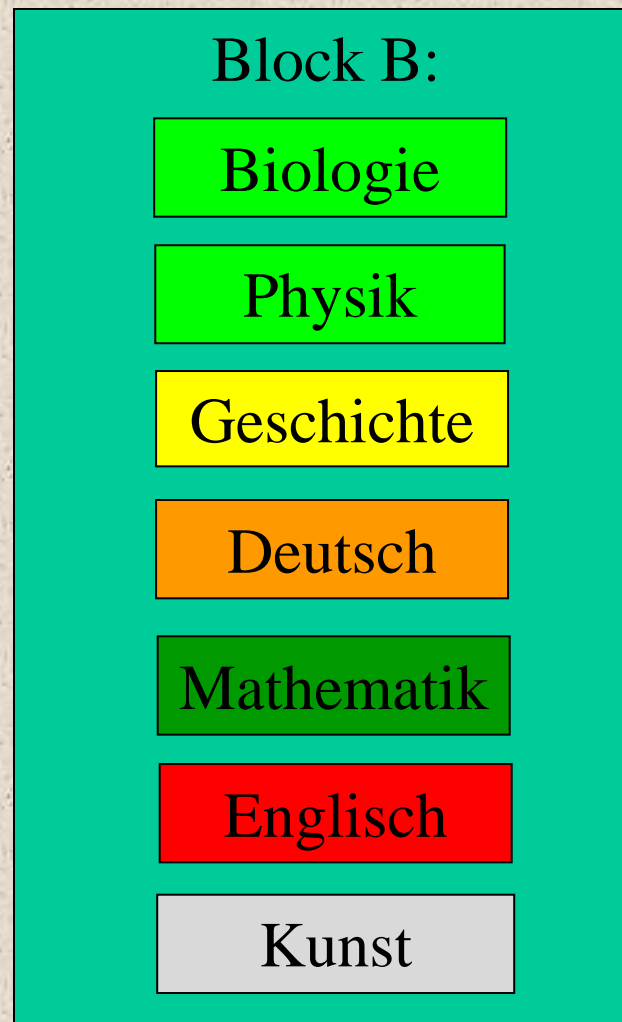 Block B:
Biologie
Physik
Geschichte
Deutsch
Mathematik
Englisch
Kunst